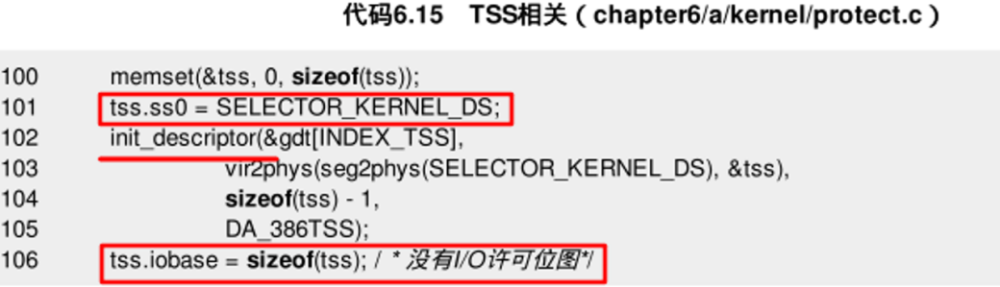 代码6.15 TSS相关（chapter6/a/kernel/protect.c）
100 memset(&tss, 0, sizeof(tss));
101 tss.ss0 = SELECTOR_KERNEL_DS;
102 init_descriptor(&gdt[INDEX_TSS],
103 vir2phys(seg2phys(SELECTOR_KERNEL_DS), &tss),
104 sizeof(tss) - 1,
105 DA_386TSS);
106 tss.iobase = sizeof(tss); / * 没有I/O许可位图*/